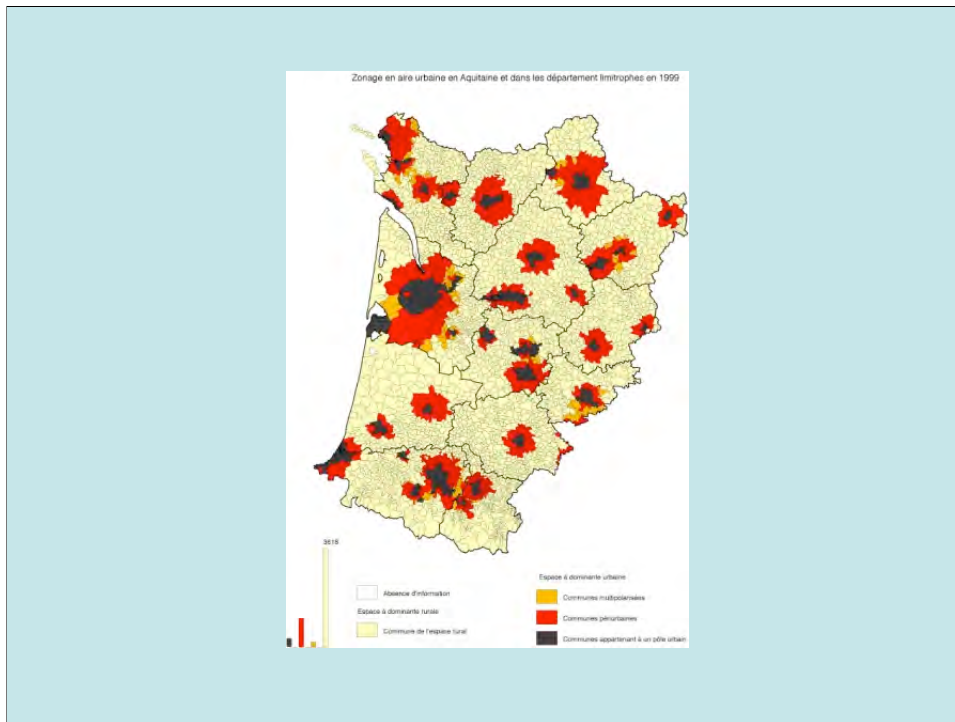 Zonage en aire urbaine en Aquitaine et dans les département limitrophes en 1999
3618
Absence d'information
Espace à dominante rurale
Commune de l'espace rural
Espace à dominante urbaine
Communes multipolarisées
Communes périurbaines
Communes appartenant à un pôle urbain